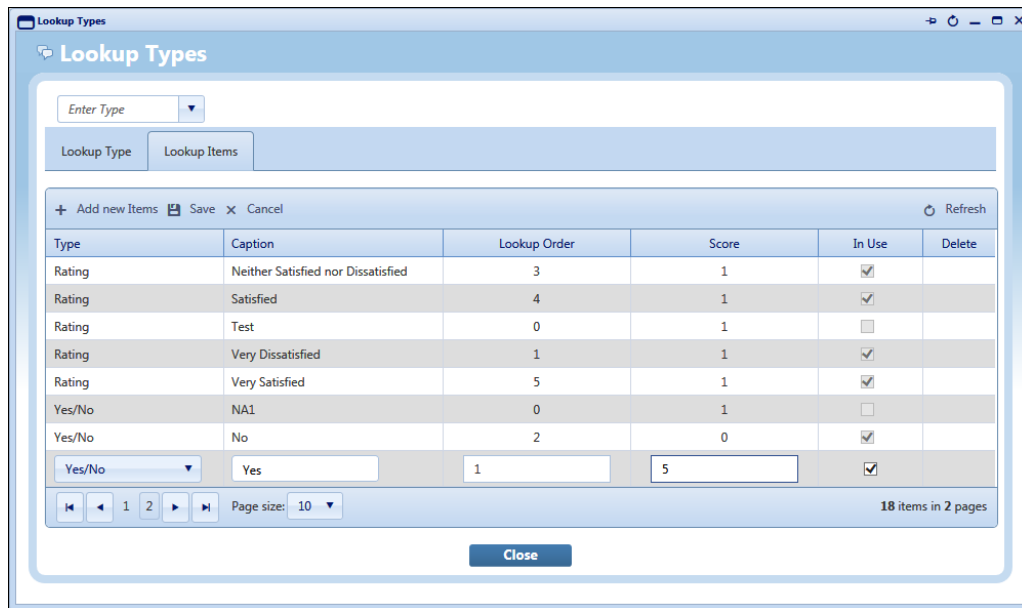 Lookup Types
Lookup Types
Enter Type
Lookup Type Lookup Items
+ Add new Items Save x Cancel Refresh
Type Caption Lookup Order Score In Use Delete
Rating Neither Satisfied nor Dissatisfied 3 1
Rating Satisfied 4 1
Rating Test 0 1
Rating Very Dissatisfied 1 1
Rating Very Satisfied 5 1
Yes/No NA1 0 1
Yes/No No 2 0
Yes/No Yes 1 5
1 2 Page size: 10 18 items in 2 pages
Close